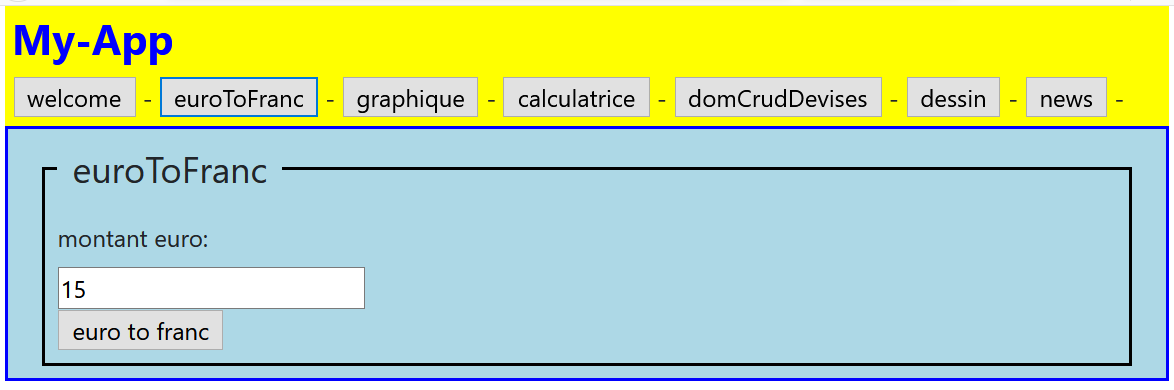 My-App
welcome - euroToFranc - graphique - calculatrice - domCrudDevises - dessin - news -
euroToFranc
montant euro:
15
euro to franc